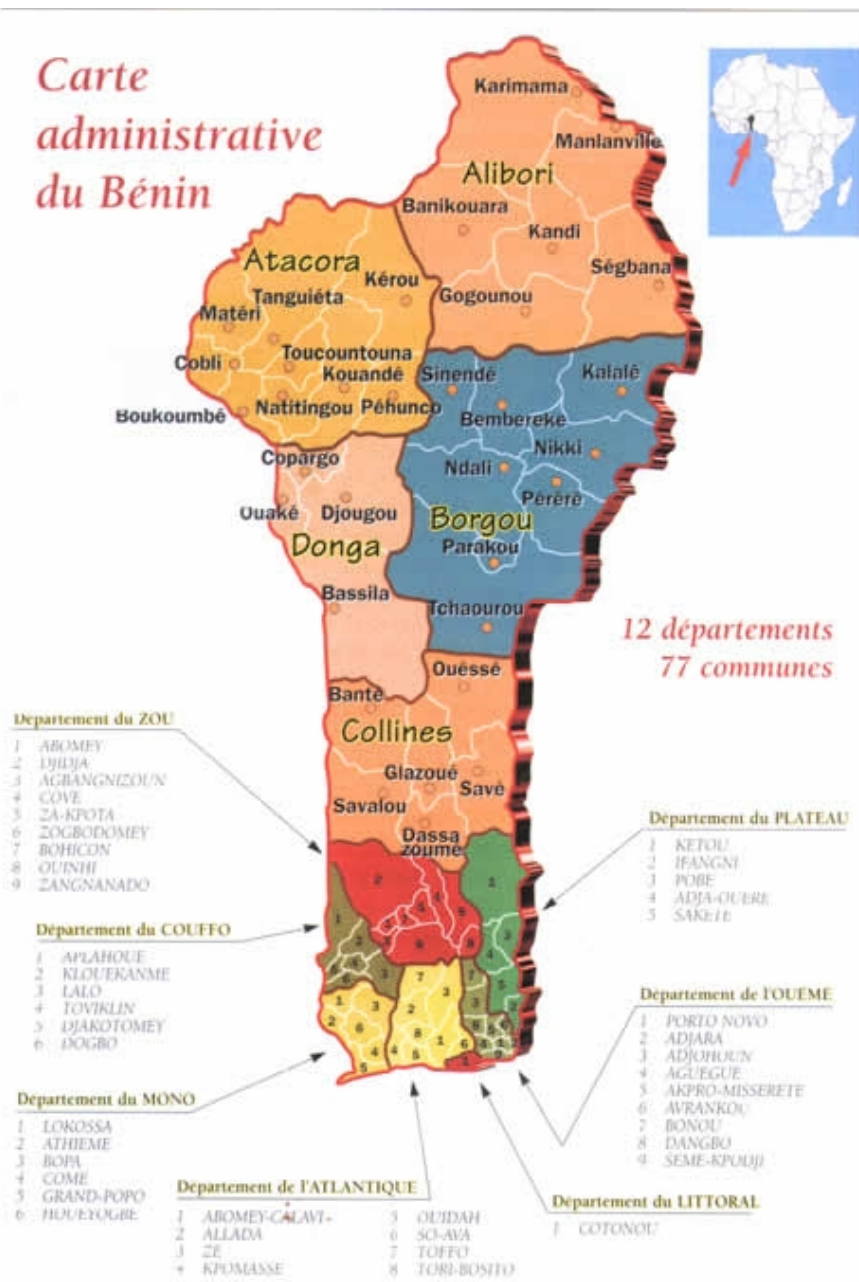 Carte
administrative
du Bénin
Karimama
Manlanville
Alibori
Banikouara
Kandi
Ségbana
Gogounou
Atacora
Kérou
Tanguiéta
Matéri
Toucountouna
Cobli
Kouandé
Boukoumbé
Natitingou
Péhunco
Sinendé
Kalalé
Bembereke
Nikki
Ndali
Pérérè
Borgou
Parakou
Tchaourou
Copargo
Ouaké
Djougou
Donga
Bassila
12 départements
77 communes
Ouéssé
Bantè
Collines
Glazoué
Savé
Savalou
Dassa
zoumé
Département du ZOU
1 ABOMEY
2 DJIDJA
3 AGBANGNIZOUN
4 COVE
5 ZA-KPOTA
6 ZOGBODOMEY
7 BOHICON
8 OUINHI
9 ZANGNANADO
Département du PLATEAU
1 KETOU
2 IFANGNI
3 POBE
4 ADJA-OUERE
5 SAKETE
Département du COUFFO
1 APLAHOUE
2 KLOUEKANME
3 LALO
4 TOVIKLIN
5 DJAKOTOMEY
6 DOGBO
Département de l'OUEME
1 PORTO NOVO
2 ADJARA
3 ADJOHOUN
4 AGUEGUE
5 AKPRO-MISSERETE
6 AVRANKOU
7 BONOU
8 DANGBO
9 SEME-KPODJI
Département du MONO
1 LOKOSSA
2 ATHIEME
3 BOPA
4 COME
5 GRAND-POPO
6 HOUEYOGBE
Département de l'ATLANTIQUE
1 ABOMEY-CALAVI
2 ALLADA
3 ZE
4 KPOMASSE
5 OUIDAH
6 SO-AVA
7 TOFFO
8 TORI-BOSITO
Département du LITTORAL
1 COTONOU